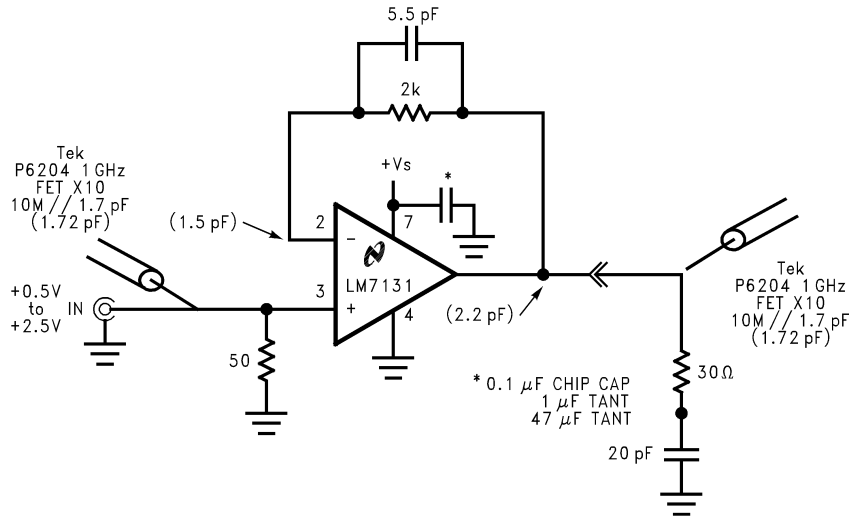 5.5 pF
2k
Tek
P6204 1 GHz
FET X10
10M // 1.7 pF
(1.72 pF)
+Vs
*
(1.5 pF)
2
7
−
LM7131
3
+
4
+0.5V
to
+2.5V
IN
50
(2.2 pF)
Tek
P6204 1 GHz
FET X10
10M // 1.7 pF
(1.72 pF)
30Ω
* 0.1 μF CHIP CAP
1 μF TANT
47 μF TANT
20 pF